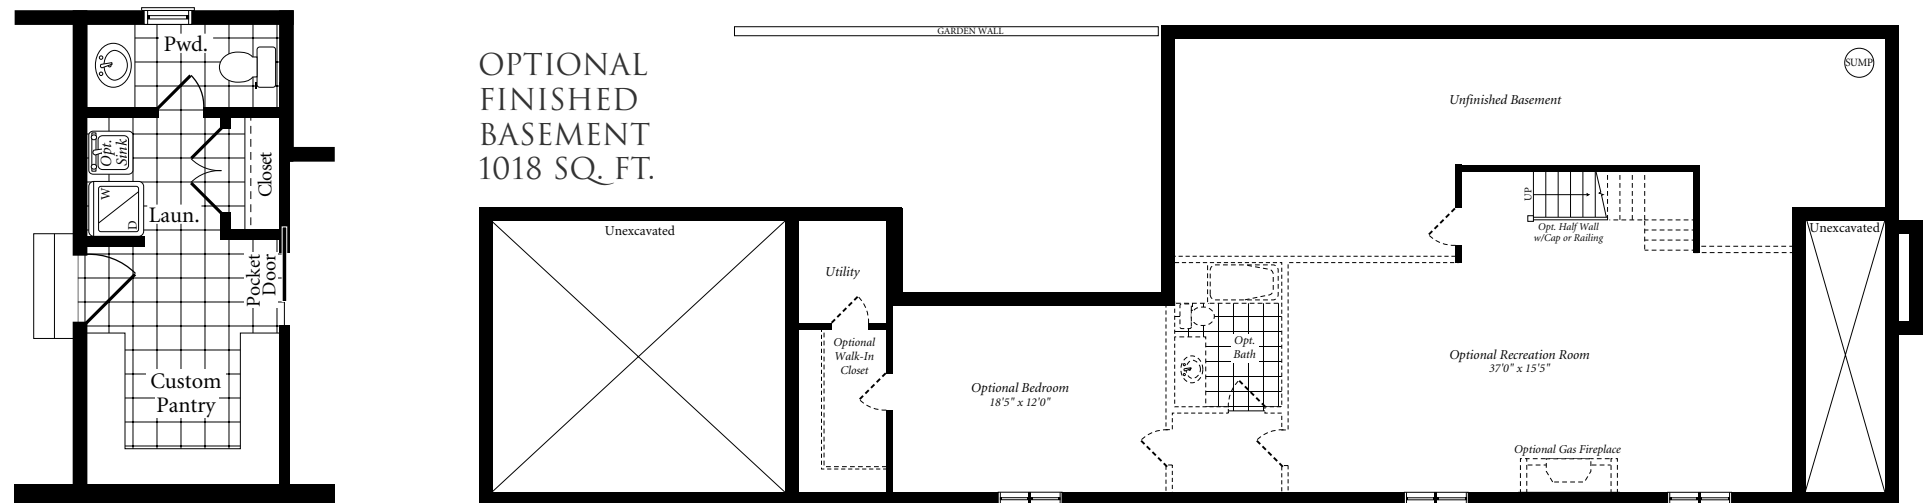 Pwd.
Opt.
Sink
W
D
Laun.
Closet
Pocket
Door
Custom
Pantry
OPTIONAL
FINISHED
BASEMENT
1018 SQ. FT.
GARDEN WALL
SUMP
Unfinished Basement
UP
Opt. Half Wall
w/Cap or Railing
Unexcavated
Unexcavated
Utility
Optional
Walk-In
Closet
Optional Bedroom
18'5" x 12'0"
Opt.
Bath
Optional Recreation Room
37'0" x 15'5"
Optional Gas Fireplace